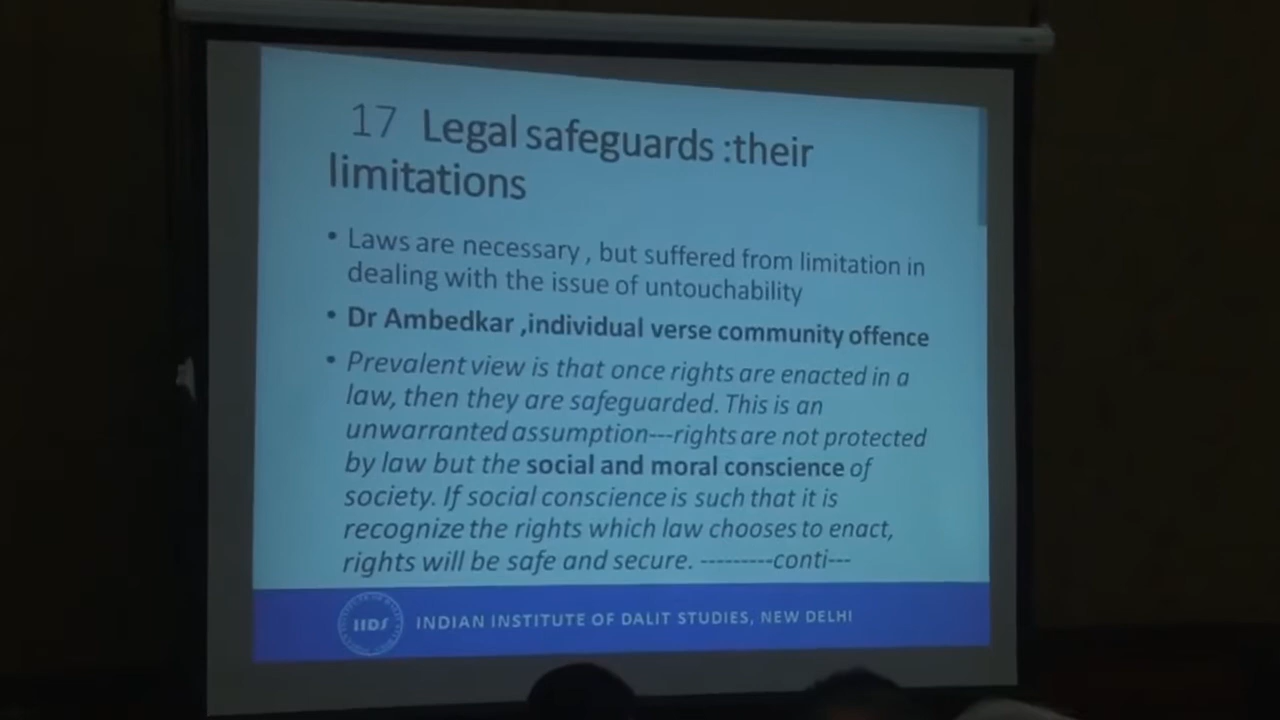 17 Legal safeguards :their
limitations
• Laws are necessary , but suffered from limitation in
dealing with the issue of untouchability
• Dr Ambedkar ,individual verse community offence
• Prevalent view is that once rights are enacted in a
law, then they are safeguarded. This is an
unwarranted assumption---rights are not protected
by law but the social and moral conscience of
society. If social conscience is such that it is
recognize the rights which law chooses to enact,
rights will be safe and secure. ---------conti---
IIDS INDIAN INSTITUTE OF DALIT STUDIES, NEW DELHI